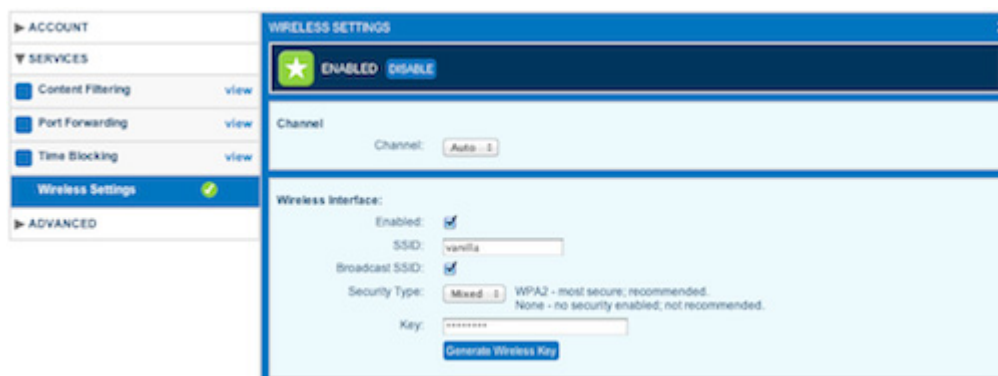 ACCOUNT
SERVICES
Content Filtering view
Port Forwarding view
Time Blocking view
Wireless Settings
ADVANCED
WIRELESS SETTINGS
ENABLED DISABLE
Channel
Channel: Auto
Wireless Interface:
Enabled:
SSID: vanilla
Broadcast SSID:
Security Type: Mixed WPA2 - most secure; recommended.
None - no security enabled; not recommended.
Key: ********
Generate Wireless Key